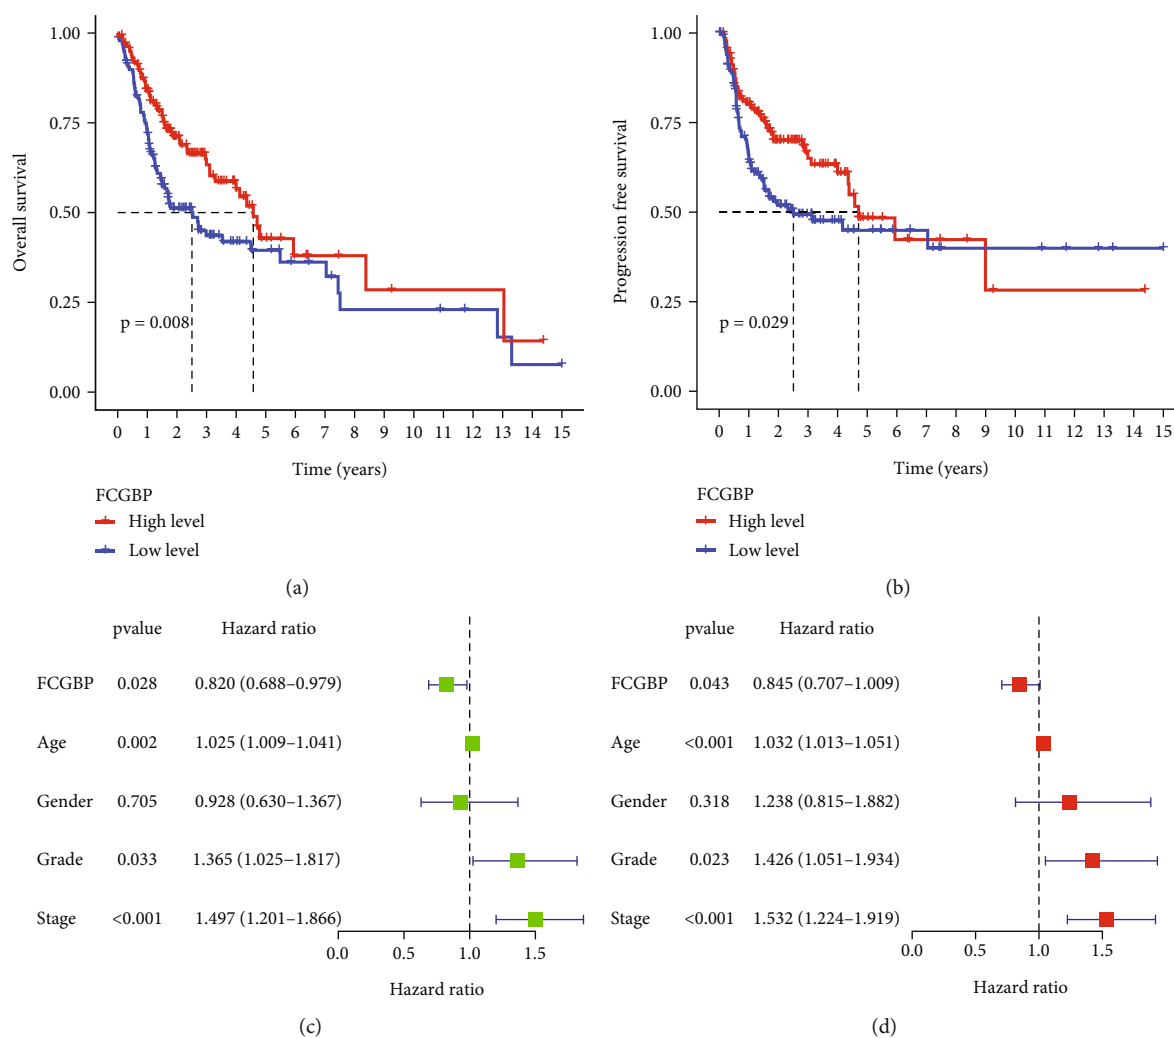 1.00
0.75
0.50
0.25
0.00
Overall survival
p = 0.008
0 1 2 3 4 5 6 7 8 9 10 11 12 13 14 15
Time (years)
FCGBP
High level
Low level
(a)
1.00
0.75
0.50
0.25
0.00
Progression free survival
p = 0.029
0 1 2 3 4 5 6 7 8 9 10 11 12 13 14 15
Time (years)
FCGBP
High level
Low level
(b)
pvalue Hazard ratio
FCGBP 0.028 0.820 (0.688–0.979)
Age 0.002 1.025 (1.009–1.041)
Gender 0.705 0.928 (0.630–1.367)
Grade 0.033 1.365 (1.025–1.817)
Stage <0.001 1.497 (1.201–1.866)
0.0 0.5 1.0 1.5
Hazard ratio
(c)
pvalue Hazard ratio
FCGBP 0.043 0.845 (0.707–1.009)
Age <0.001 1.032 (1.013–1.051)
Gender 0.318 1.238 (0.815–1.882)
Grade 0.023 1.426 (1.051–1.934)
Stage <0.001 1.532 (1.224–1.919)
0.0 0.5 1.0 1.5
Hazard ratio
(d)